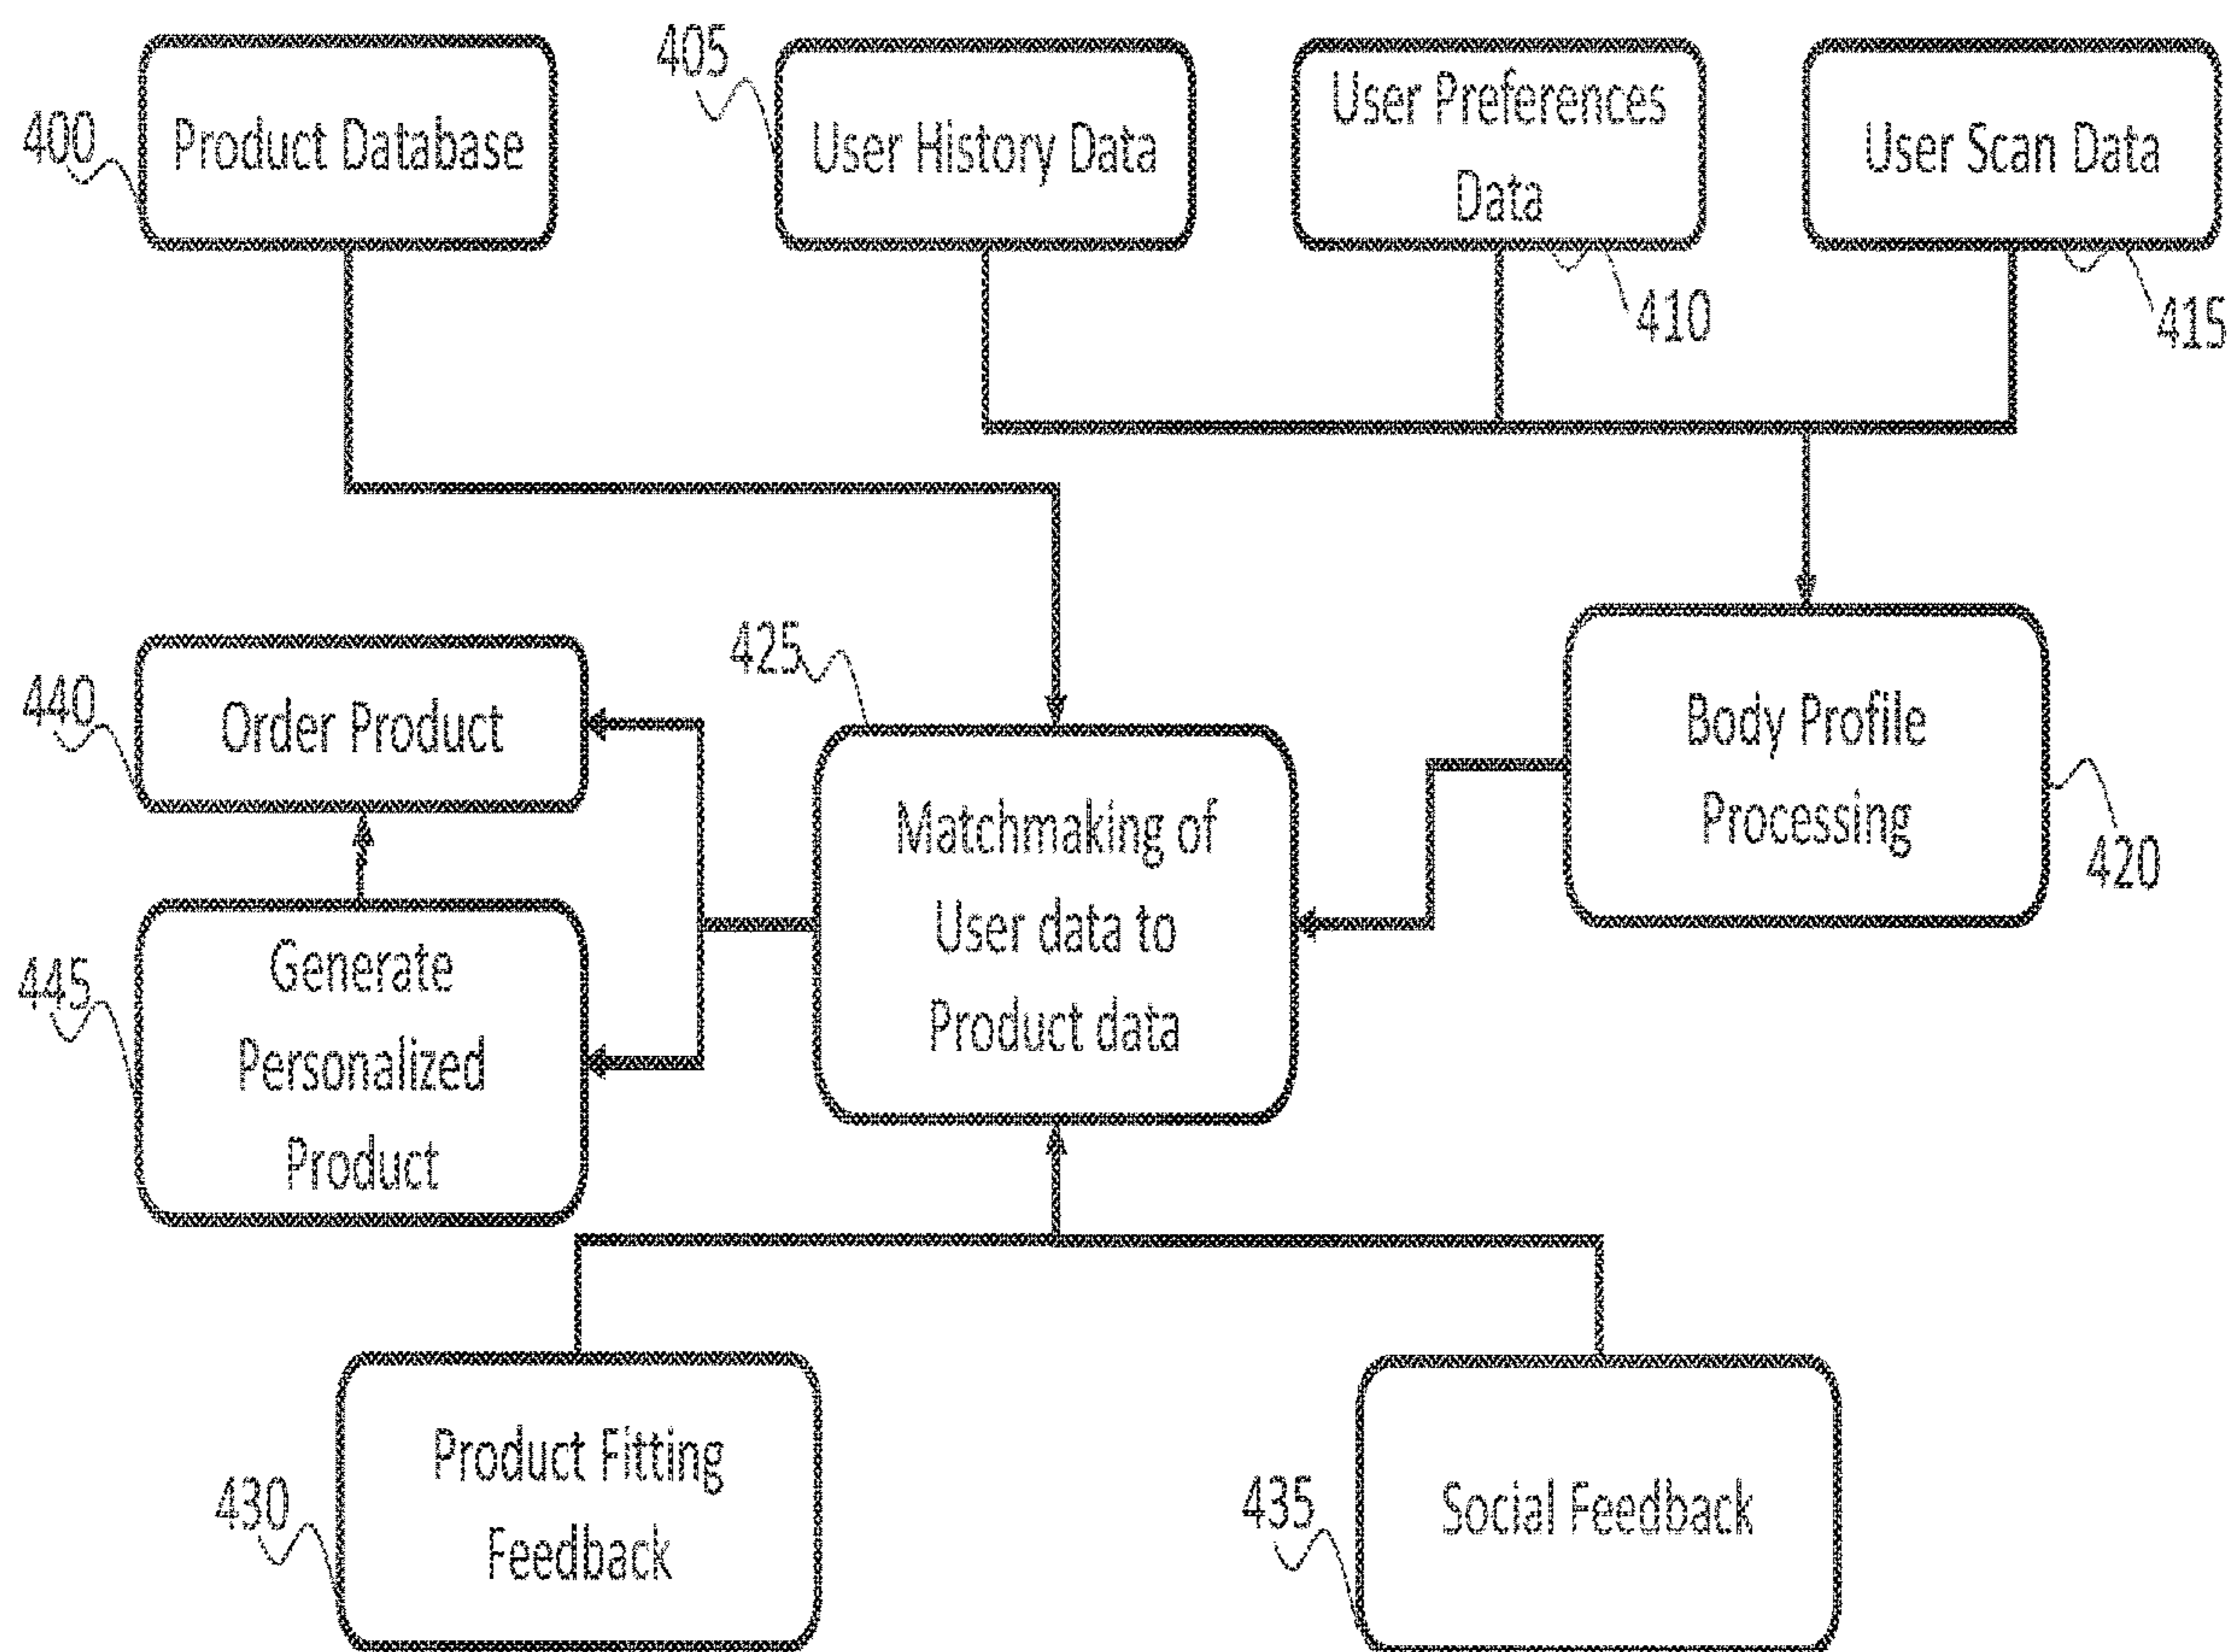 400
Product Database
405
User History Data
User Preferences
Data
410
User Scan Data
415
440
Order Product
425
Matchmaking of
User data to
Product data
Body Profile
Processing
420
445
Generate
Personalized
Product
430
Product Fitting
Feedback
435
Social Feedback